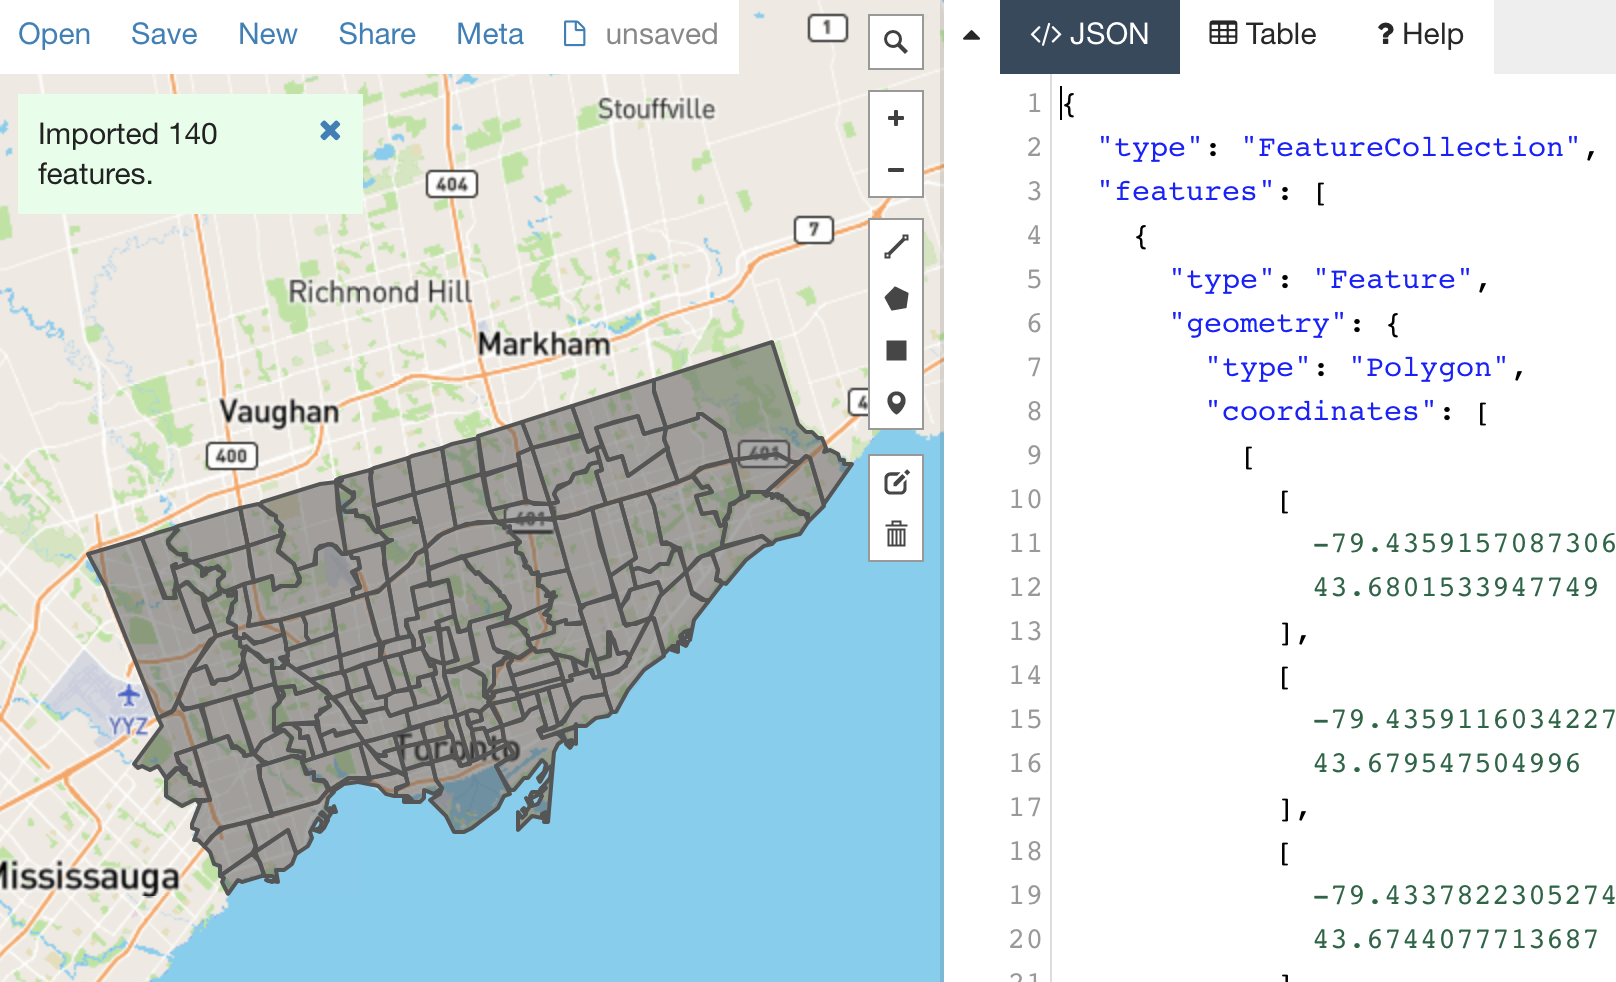 Open Save New Share Meta unsaved
Imported 140
features.
1
Stouffville
404
7
Richmond Hill
Markham
Vaughan
400
401
401
YYZ
Toronto
Mississauga
</> JSON Table ? Help
1 {
2 "type": "FeatureCollection",
3 "features": [
4 {
5 "type": "Feature",
6 "geometry": {
7 "type": "Polygon",
8 "coordinates": [
9 [
10 [
11 -79.4359157087306
12 43.6801533947749
13 ],
14 [
15 -79.4359116034227
16 43.679547504996
17 ],
18 [
19 -79.4337822305274
20 43.6744077713687
21 ]